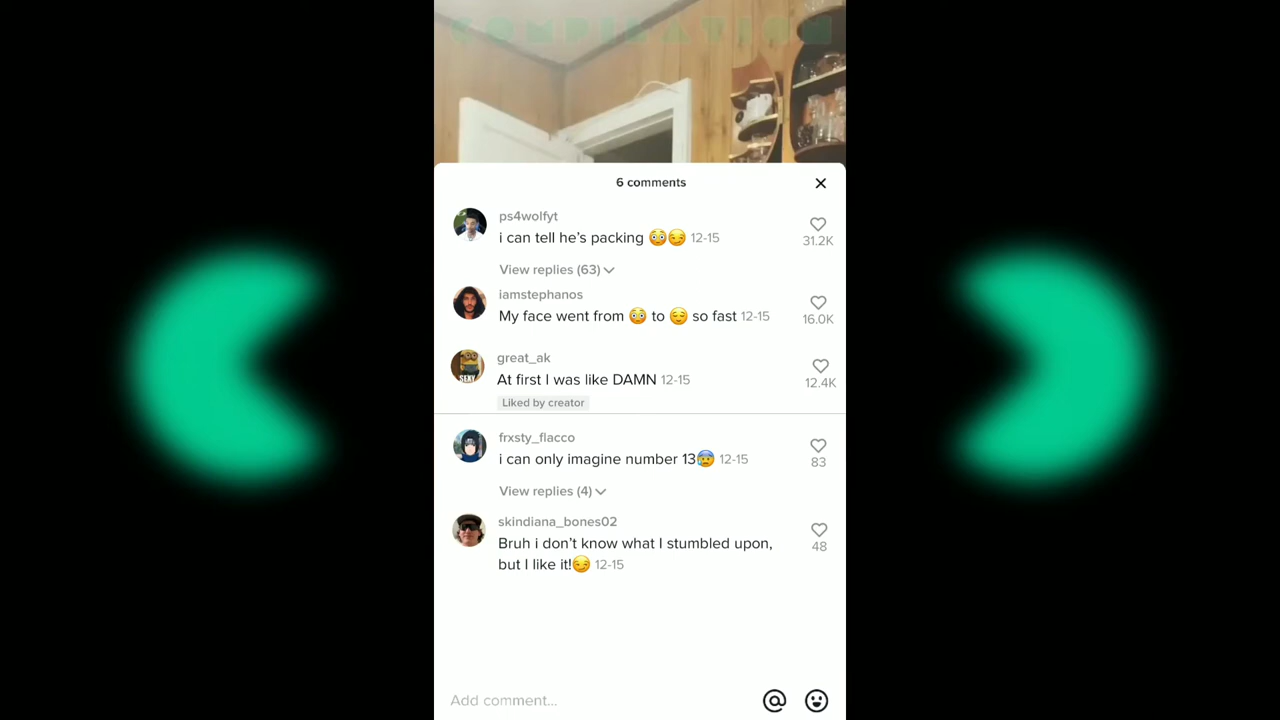 COMPILATION
6 comments
ps4wolfyt
i can tell he's packing 😳😏 12-15
31.2K
View replies (63)
iamstephanos
My face went from 😳 to 😌 so fast 12-15
16.0K
great_ak
At first I was like DAMN 12-15
12.4K
Liked by creator
frxsty_flacco
i can only imagine number 13😰 12-15
83
View replies (4)
skindiana_bones02
Bruh i don't know what I stumbled upon,
but I like it!😏 12-15
48
Add comment...